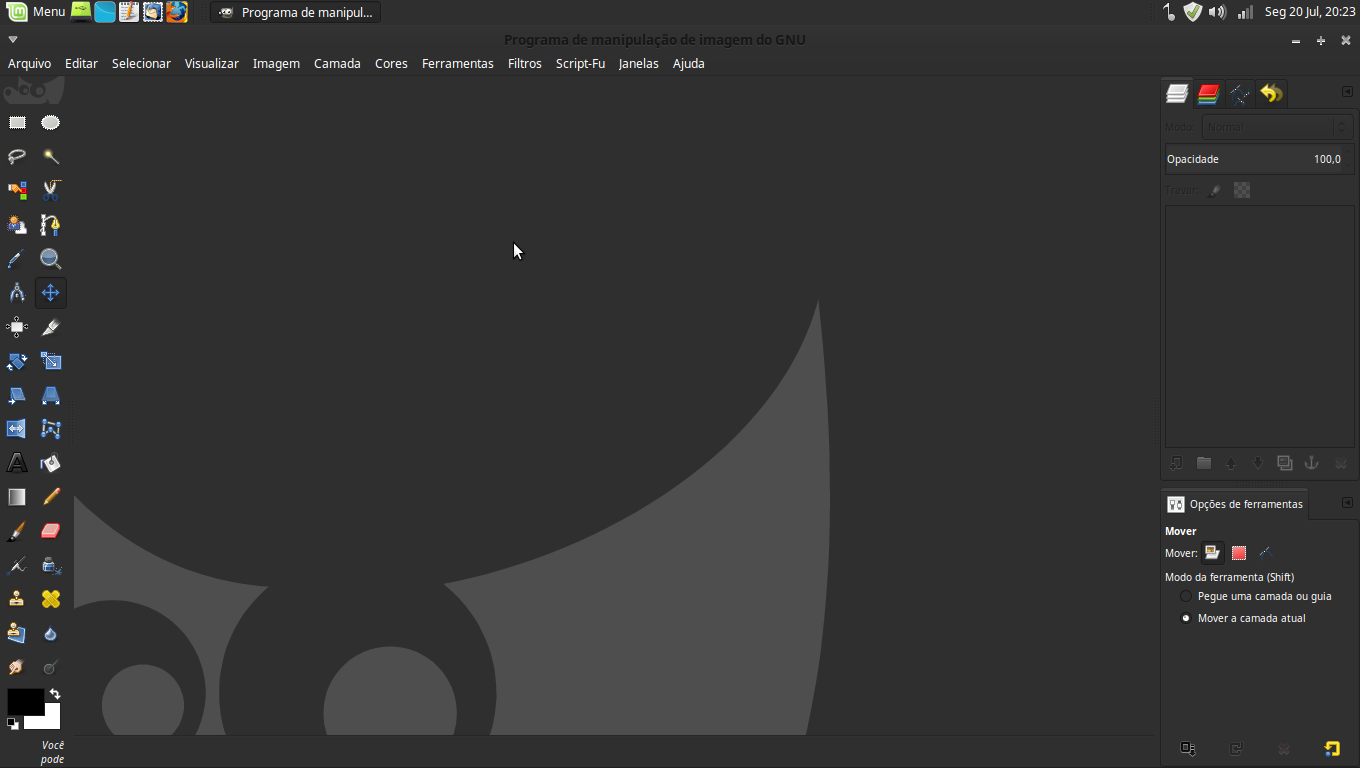 Menu
Programa de manipul...
Seg 20 Jul, 20:23
Programa de manipulação de imagem do GNU
Arquivo Editar Selecionar Visualizar Imagem Camada Cores Ferramentas Filtros Script-Fu Janelas Ajuda
Modo: Normal
Opacidade 100,0
Travar:
Opções de ferramentas
Mover
Mover:
Modo da ferramenta (Shift)
Pegue uma camada ou guia
Mover a camada atual
Você
pode